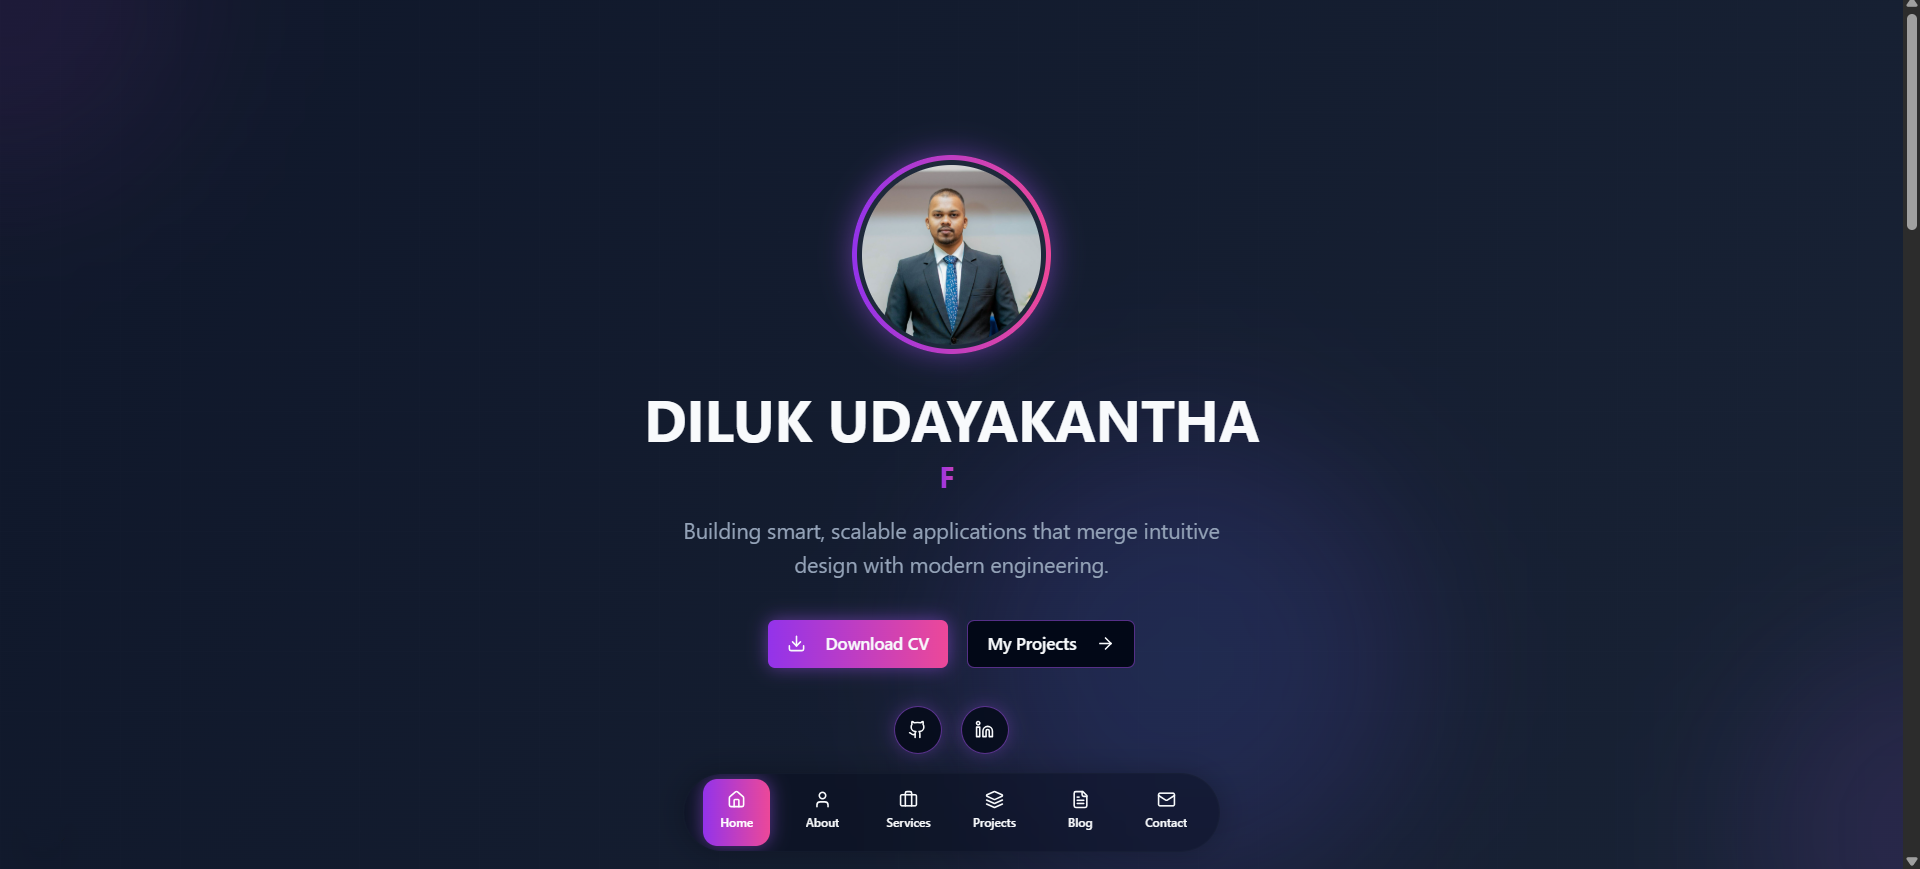 DILUK UDAYAKANTHA
F
Building smart, scalable applications that merge intuitive
design with modern engineering.
Download CV
My Projects
Home
About
Services
Projects
Blog
Contact